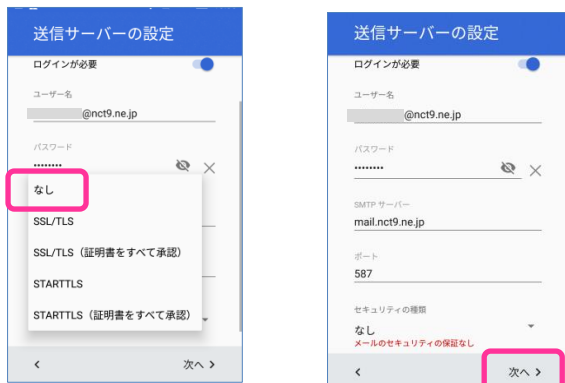 送信サーバーの設定
ログインが必要
ユーザー名
@nct9.ne.jp
パスワード
••••••••
なし
SSL/TLS
SSL/TLS（証明書をすべて承認）
STARTTLS
STARTTLS（証明書をすべて承認）
‹
次へ ›
送信サーバーの設定
ログインが必要
ユーザー名
@nct9.ne.jp
パスワード
••••••••
SMTP サーバー
mail.nct9.ne.jp
ポート
587
セキュリティの種類
なし
メールのセキュリティの保証なし
‹
次へ ›